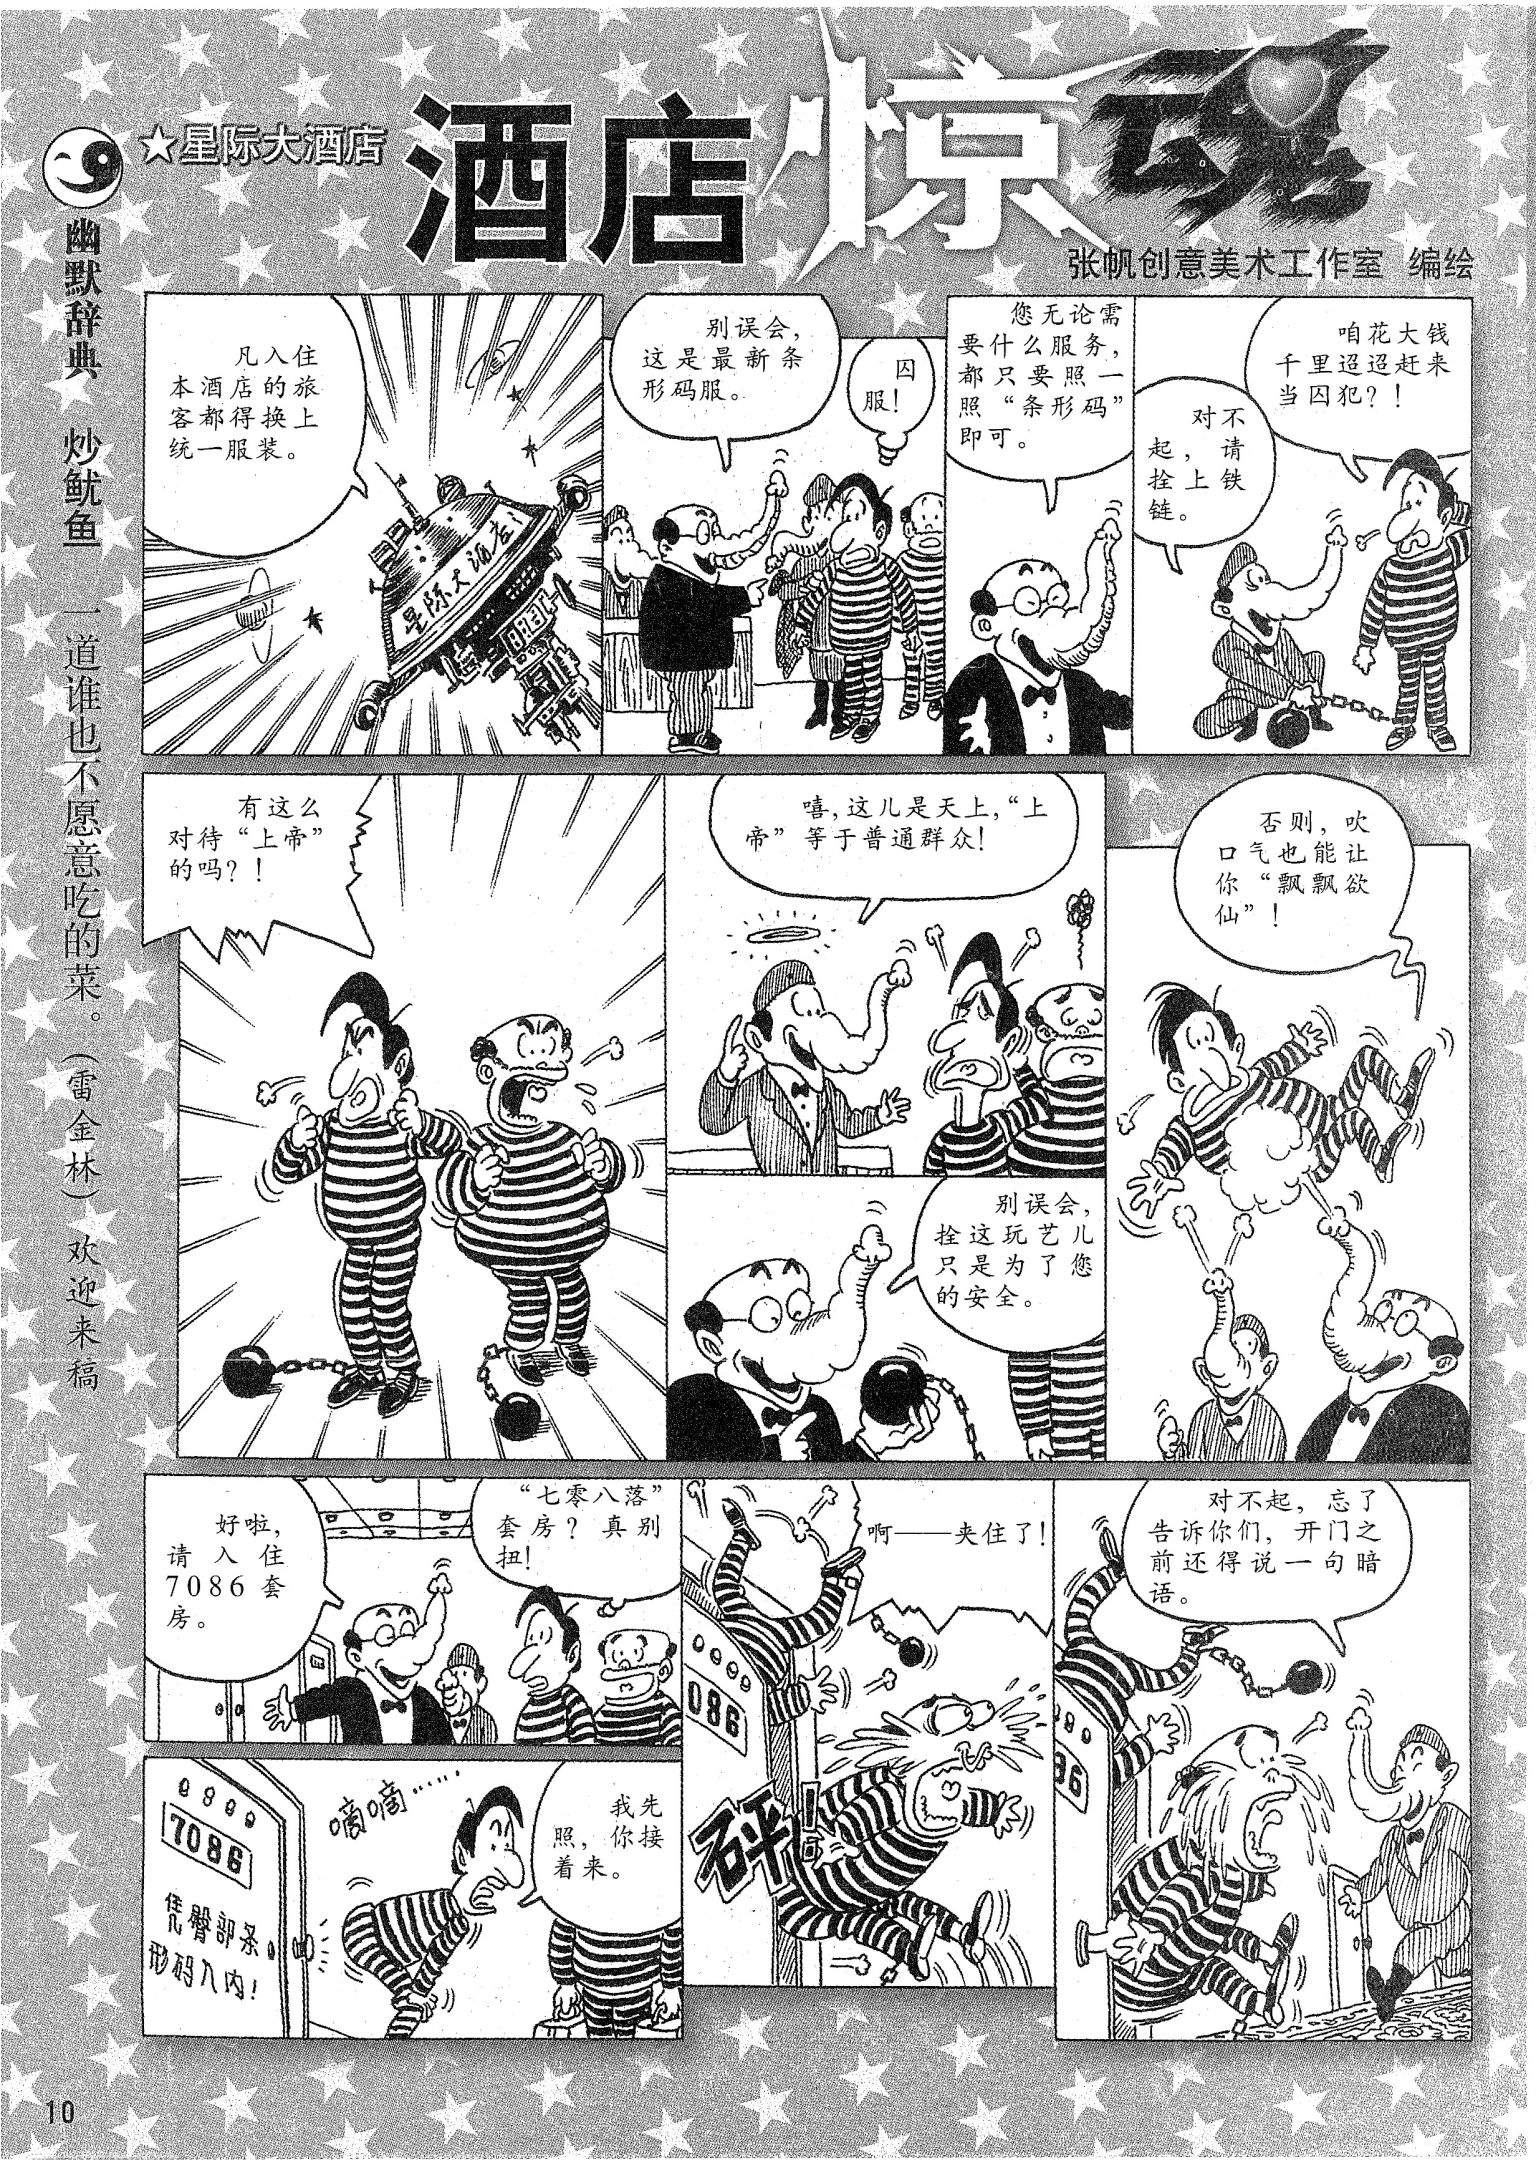 ★星际大酒店
酒店惊魂
张帆创意美术工作室 编绘
幽默辞典 炒鱿鱼 一道谁也不愿意吃的菜。(雷金林)欢迎来稿
凡入住
本酒店的旅
客都得换上
统一服装。
星际大酒店
别误会,
这是最新条
形码服。
囚
服!
您无论需
要什么服务,
都只要照一
照“条形码”
即可。
咱花大钱
千里迢迢赶来
当囚犯?!
对不
起,请
拴上铁
链。
有这么
对待“上帝”
的吗?!
嘻,这儿是天上,“上
帝”等于普通群众!
别误会,
拴这玩艺儿
只是为了您
的安全。
否则,吹
口气也能让
你“飘飘欲
仙”!
好啦,
请入住
7086套
房。
“七零八落”
套房?真别
扭!
7086
凭臀部条
形码入内!
嘀嘀……
我先
照,你接
着来。
啊——夹住了!
086
砰!
对不起,忘了
告诉你们,开门之
前还得说一句暗
语。
86
10